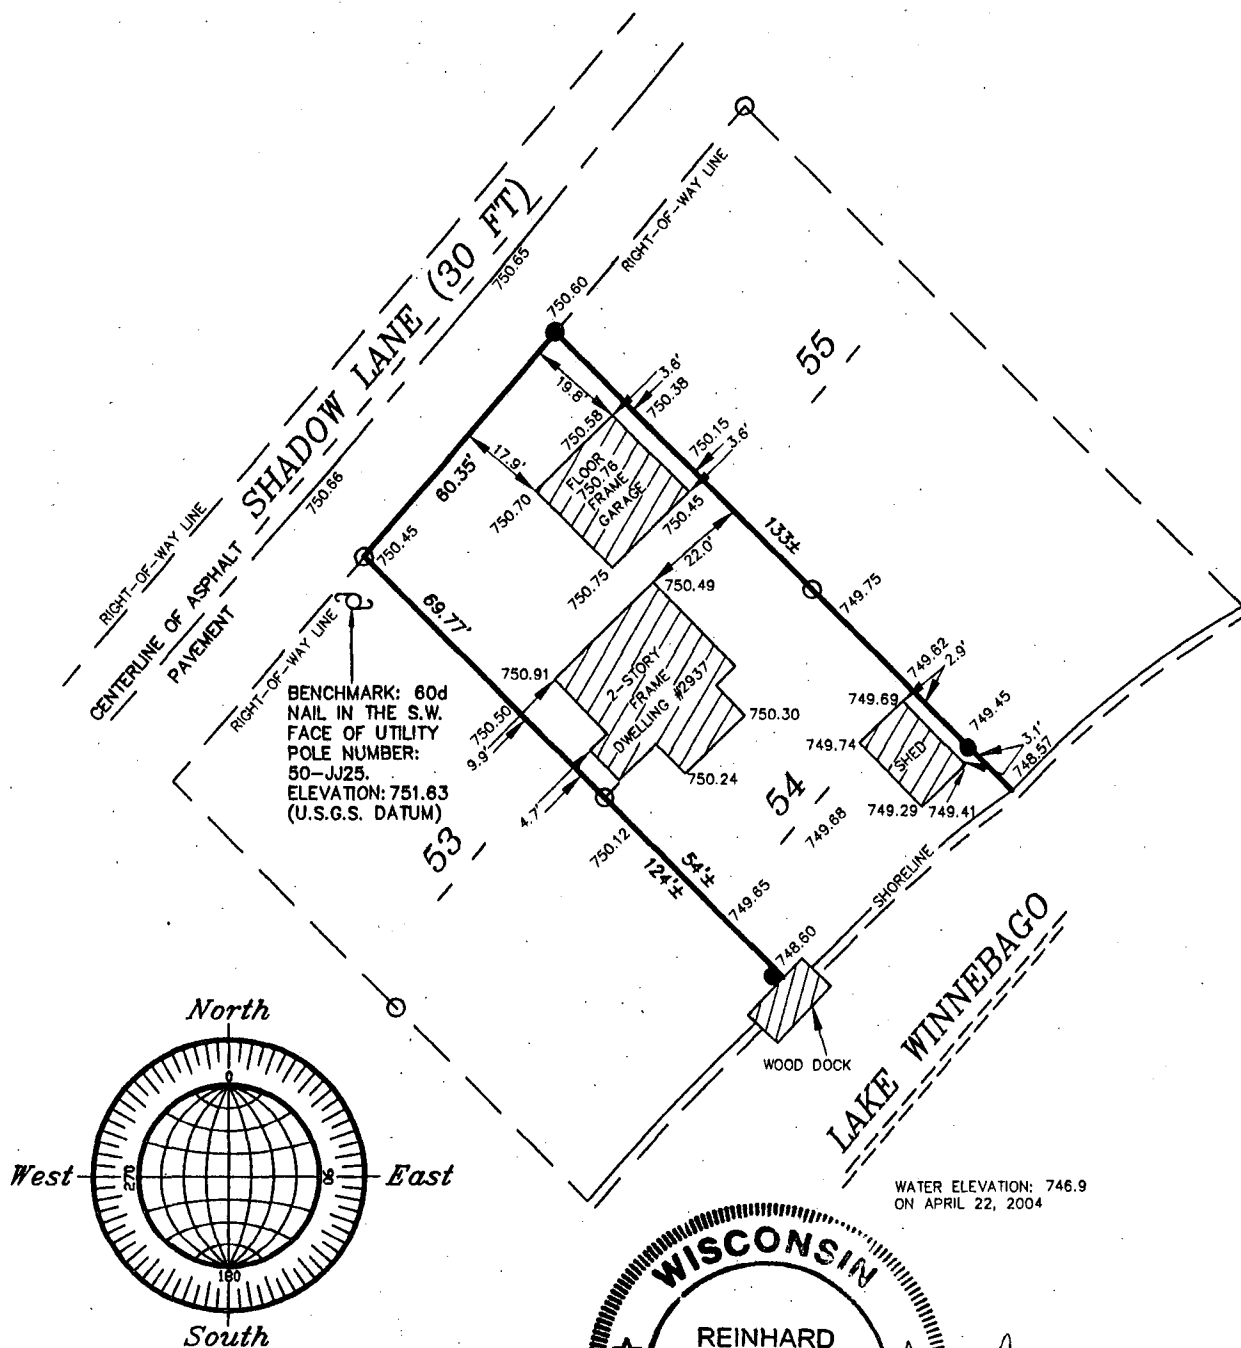 RIGHT-OF-WAY LINE
SHADOW LANE (30 FT)
750.65
750.60
55
RIGHT-OF-WAY LINE
CENTERLINE OF ASPHALT
PAVEMENT
750.66
19.8'
3.6'
750.38
750.58
17.9'
750.15
3.6'
FLOOR
750.76
FRAME
GARAGE
60.35'
750.70
750.45
133±
750.45
750.75
22.0'
750.49
749.75
69.77'
RIGHT-OF-WAY LINE
BENCHMARK: 60d
NAIL IN THE S.W.
FACE OF UTILITY
POLE NUMBER:
50-JJ25.
ELEVATION: 751.63
(U.S.G.S. DATUM)
750.91
2-STORY
FRAME
DWELLING #2937
750.50
9.9'
750.30
749.62
2.9'
749.69
749.45
749.74
SHED
3.1'
748.57
750.24
4.7'
749.29
749.41
54
749.68
53
750.12
54'±
124'±
SHORELINE
749.65
748.60
WOOD DOCK
LAKE WINNEBAGO
WATER ELEVATION: 746.9
ON APRIL 22, 2004
North
0
West
270
90
East
180
South
WISCONSIN
REINHARD